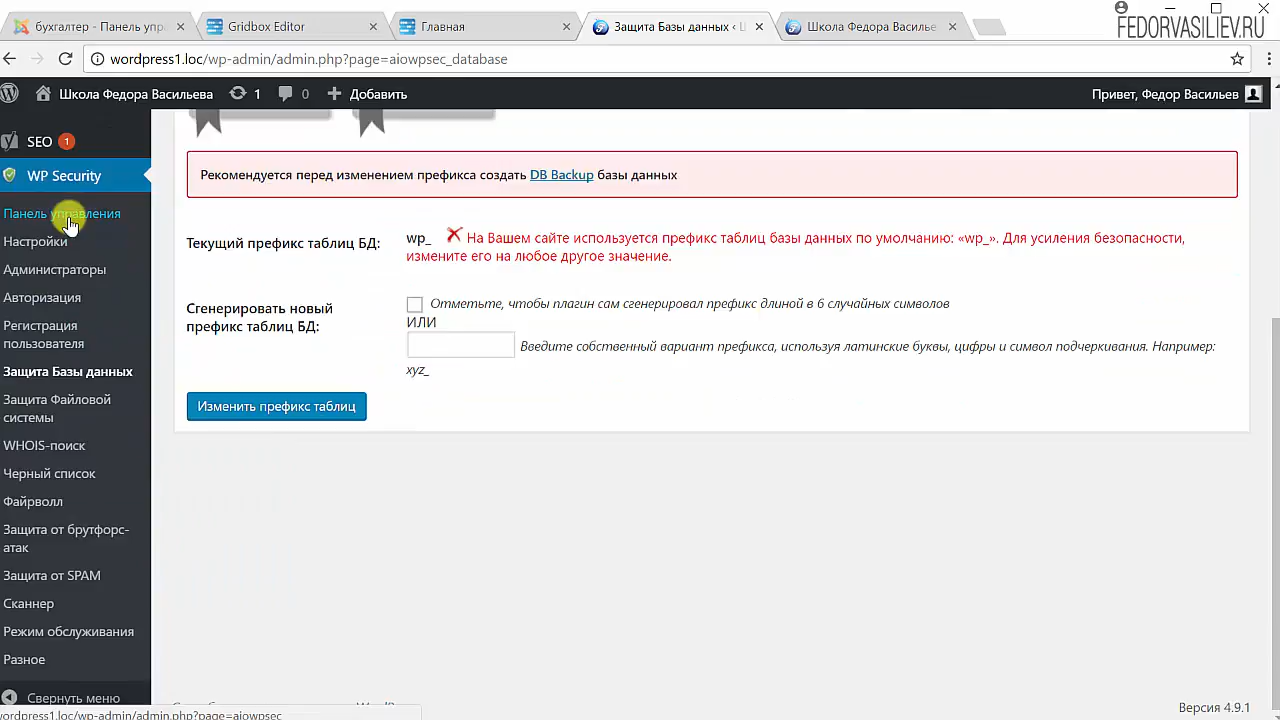 бухгалтер - Панель упр
Gridbox Editor
Главная
Защита Базы данных ‹ Ш
Школа Федора Василье
FEDORVASILIEV.RU
wordpress1.loc/wp-admin/admin.php?page=aiowpsec_database
Школа Федора Васильева
1
0
Добавить
Привет, Федор Васильев
SEO 1
WP Security
Панель управления
Настройки
Администраторы
Авторизация
Регистрация
пользователя
Защита Базы данных
Защита Файловой
системы
WHOIS-поиск
Черный список
Файрволл
Защита от брутфорс-
атак
Защита от SPAM
Сканнер
Режим обслуживания
Разное
Свернуть меню
Рекомендуется перед изменением префикса создать DB Backup базы данных
Текущий префикс таблиц БД:
wp_ На Вашем сайте используется префикс таблиц базы данных по умолчанию: «wp_». Для усиления безопасности,
измените его на любое другое значение.
Сгенерировать новый
префикс таблиц БД:
Отметьте, чтобы плагин сам сгенерировал префикс длиной в 6 случайных символов
ИЛИ
Введите собственный вариант префикса, используя латинские буквы, цифры и символ подчеркивания. Например:
xyz_
Изменить префикс таблиц
Версия 4.9.1
wordpress1.loc/wp-admin/admin.php?page=aiowpsec